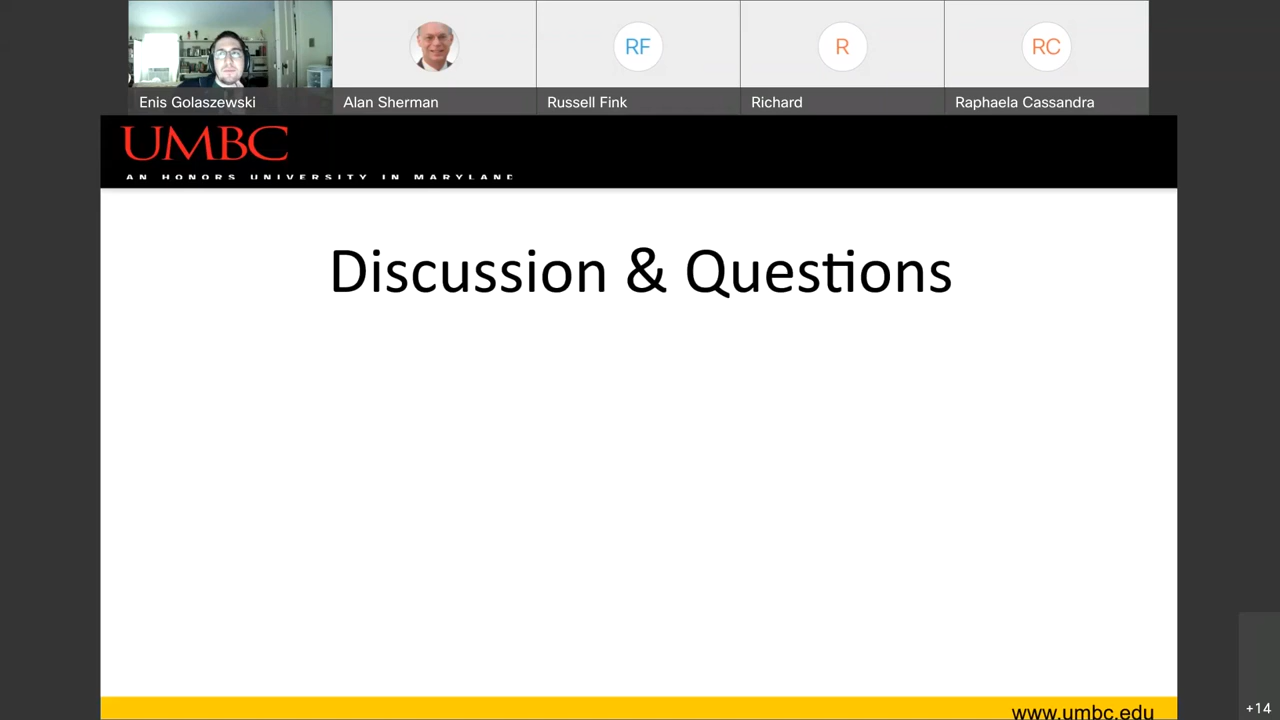 RF
R
RC
Enis Golaszewski
Alan Sherman
Russell Fink
Richard
Raphaela Cassandra
UMBC
AN HONORS UNIVERSITY IN MARYLAND
Discussion & Questions
www.umbc.edu
+14